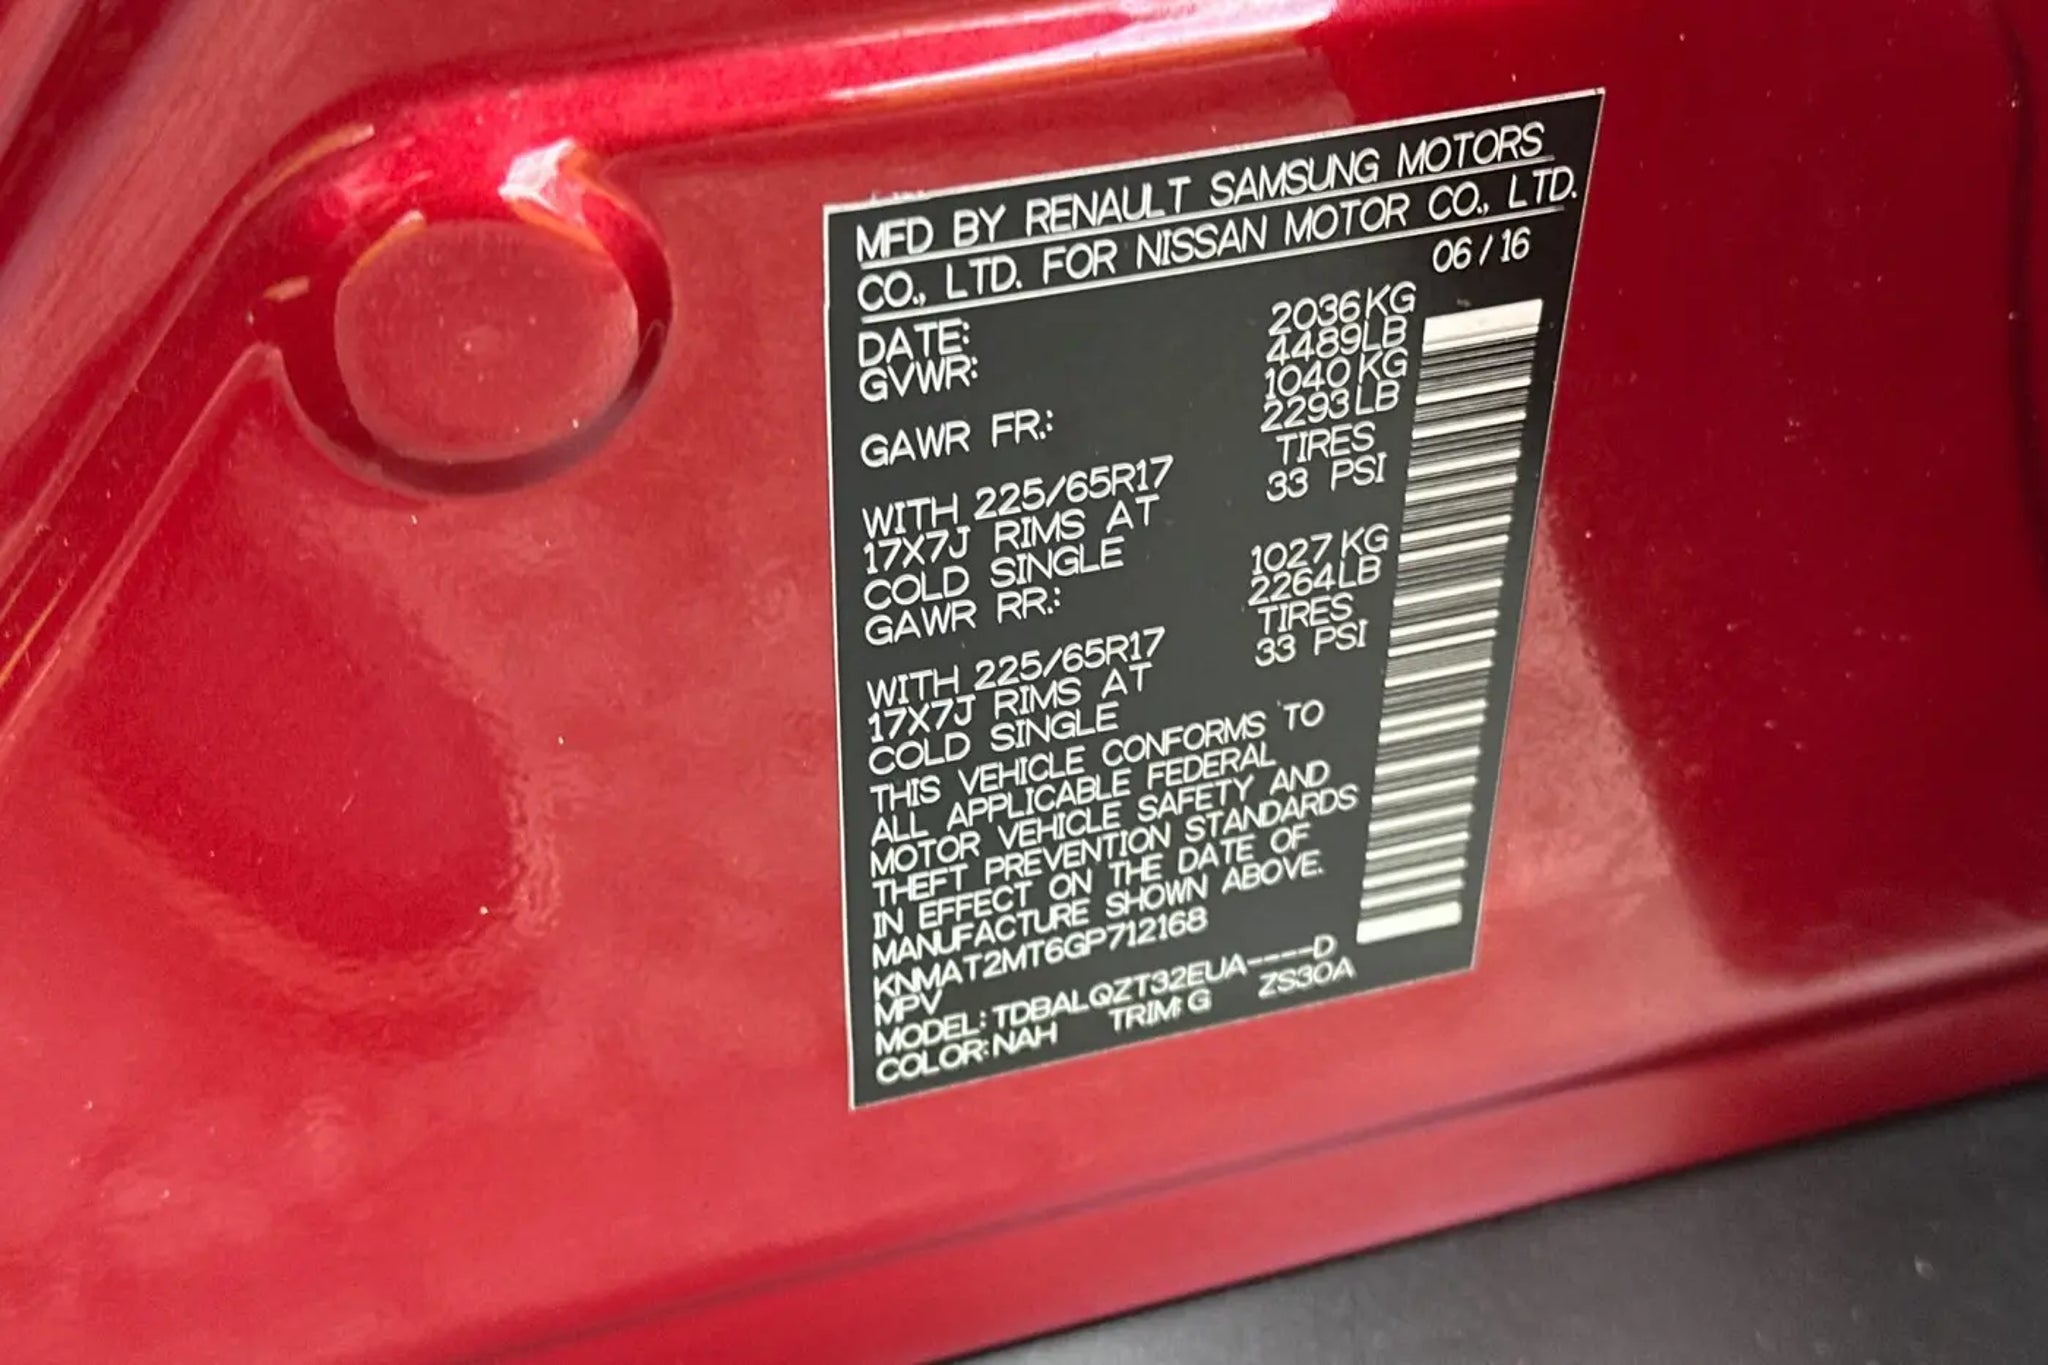 MFD BY RENAULT SAMSUNG MOTORS
CO., LTD. FOR NISSAN MOTOR CO., LTD.
DATE: 06/16
GVWR: 2036KG
4489LB
GAWR FR.: 1040KG
2293LB
WITH 225/65R17 TIRES
17X7J RIMS AT 33 PSI
COLD SINGLE
GAWR RR.: 1027KG
2264LB
WITH 225/65R17 TIRES
17X7J RIMS AT 33 PSI
COLD SINGLE
THIS VEHICLE CONFORMS TO
ALL APPLICABLE FEDERAL
MOTOR VEHICLE SAFETY AND
THEFT PREVENTION STANDARDS
IN EFFECT ON THE DATE OF
MANUFACTURE SHOWN ABOVE.
KNMAT2MT6GP712168
MPV
MODEL: TDBALQZT32EUA----D
COLOR:NAH TRIM:G ZS30A